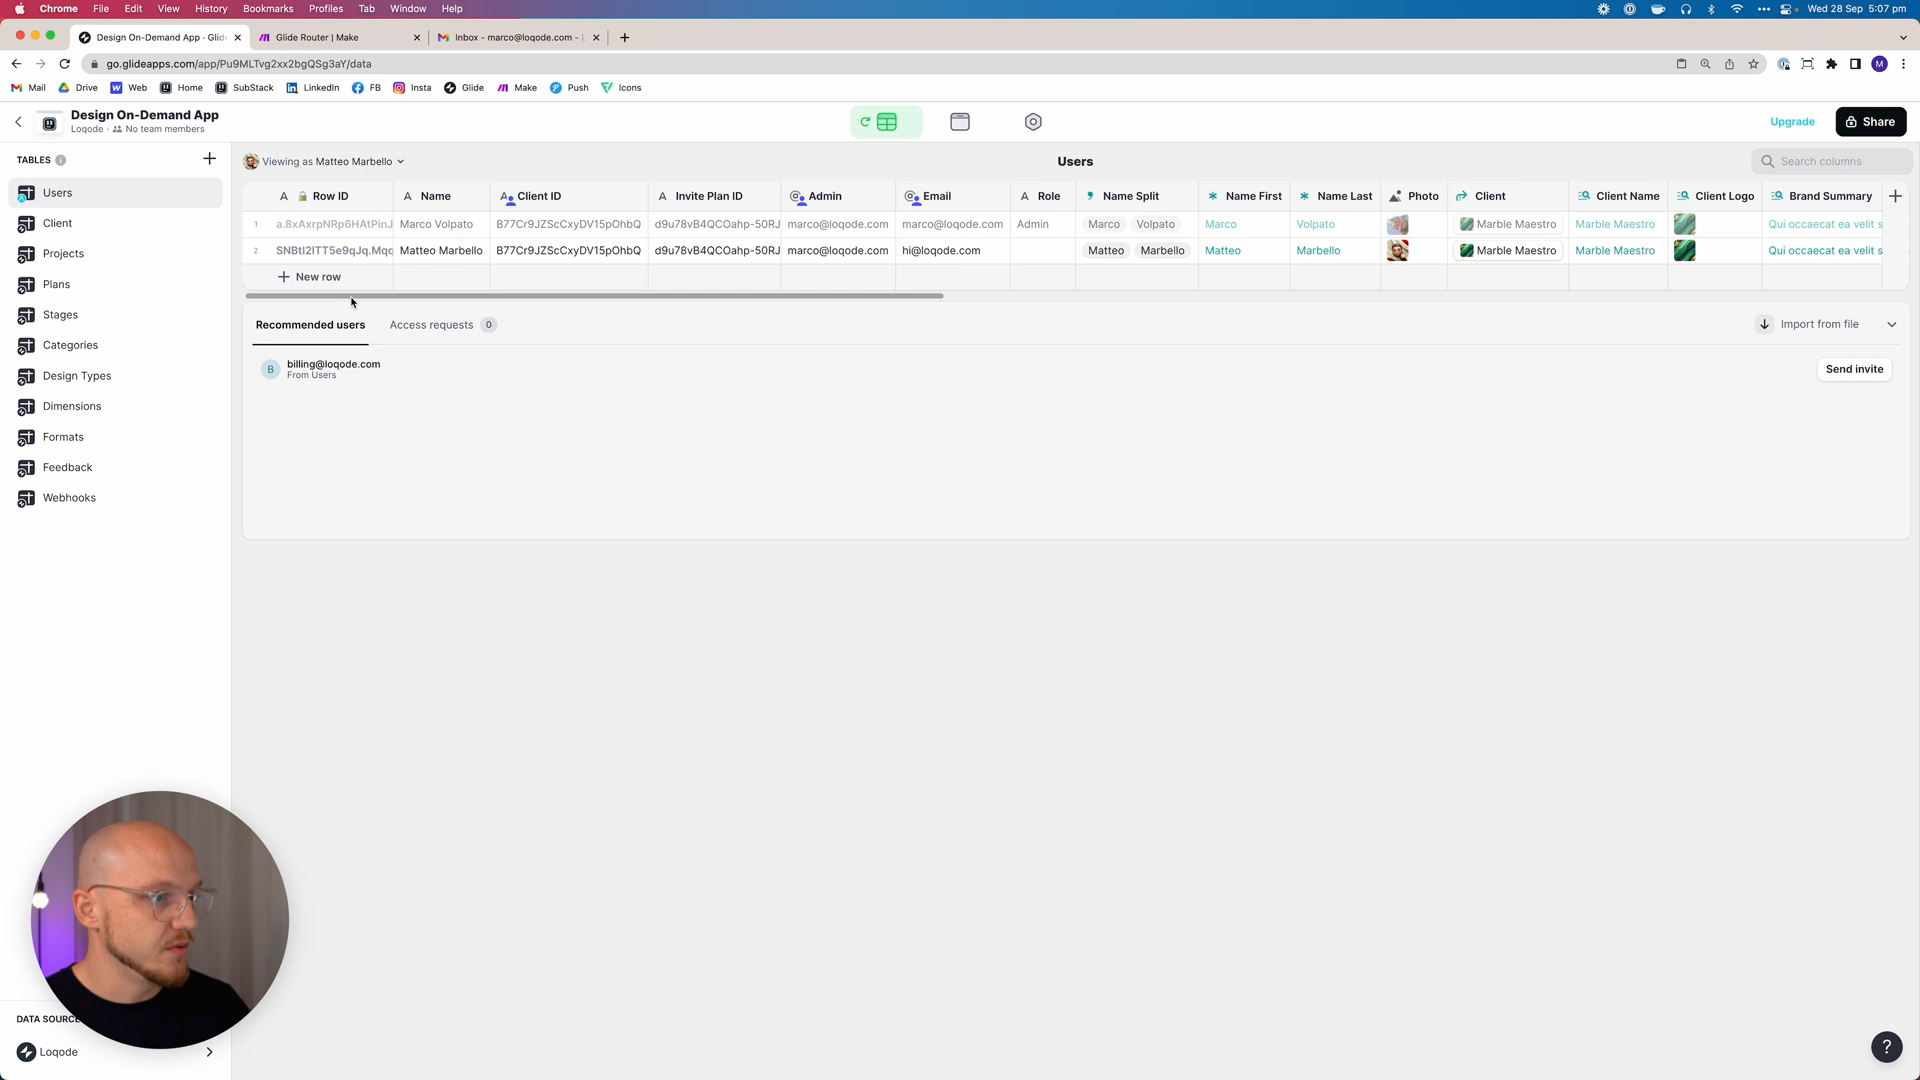 Chrome File Edit View History Bookmarks Profiles Tab Window Help Wed 28 Sep 5:07 pm
Design On-Demand App · Glide Glide Router | Make Inbox - marco@loqode.com -
go.glideapps.com/app/Pu9MLTvg2xx2bgQSg3aY/data M
Mail Drive Web Home SubStack LinkedIn FB Insta Glide Make Push Icons
Design On-Demand App
Loqode · No team members
Upgrade Share
TABLES
Viewing as Matteo Marbello Users Search columns
Users
Client
Projects
Plans
Stages
Categories
Design Types
Dimensions
Formats
Feedback
Webhooks
Row ID Name Client ID Invite Plan ID Admin Email Role Name Split Name First Name Last Photo Client Client Name Client Logo Brand Summary
1 a.8xAxrpNRp6HAtPinJ Marco Volpato B77Cr9JZScCxyDV15pOhbQ d9u78vB4QCOahp-50RJ marco@loqode.com marco@loqode.com Admin Marco Volpato Marco Volpato Marble Maestro Marble Maestro Qui occaecat ea velit s
2 Matteo Marbello B77Cr9JZScCxyDV15pOhbQ d9u78vB4QCOahp-50RJ marco@loqode.com hi@loqode.com Matteo Marbello Matteo Marbello Marble Maestro Marble Maestro Qui occaecat ea velit s
New row
Recommended users Access requests 0 Import from file
B billing@loqode.com
From Users
Send invite
DATA SOURC
Loqode
?